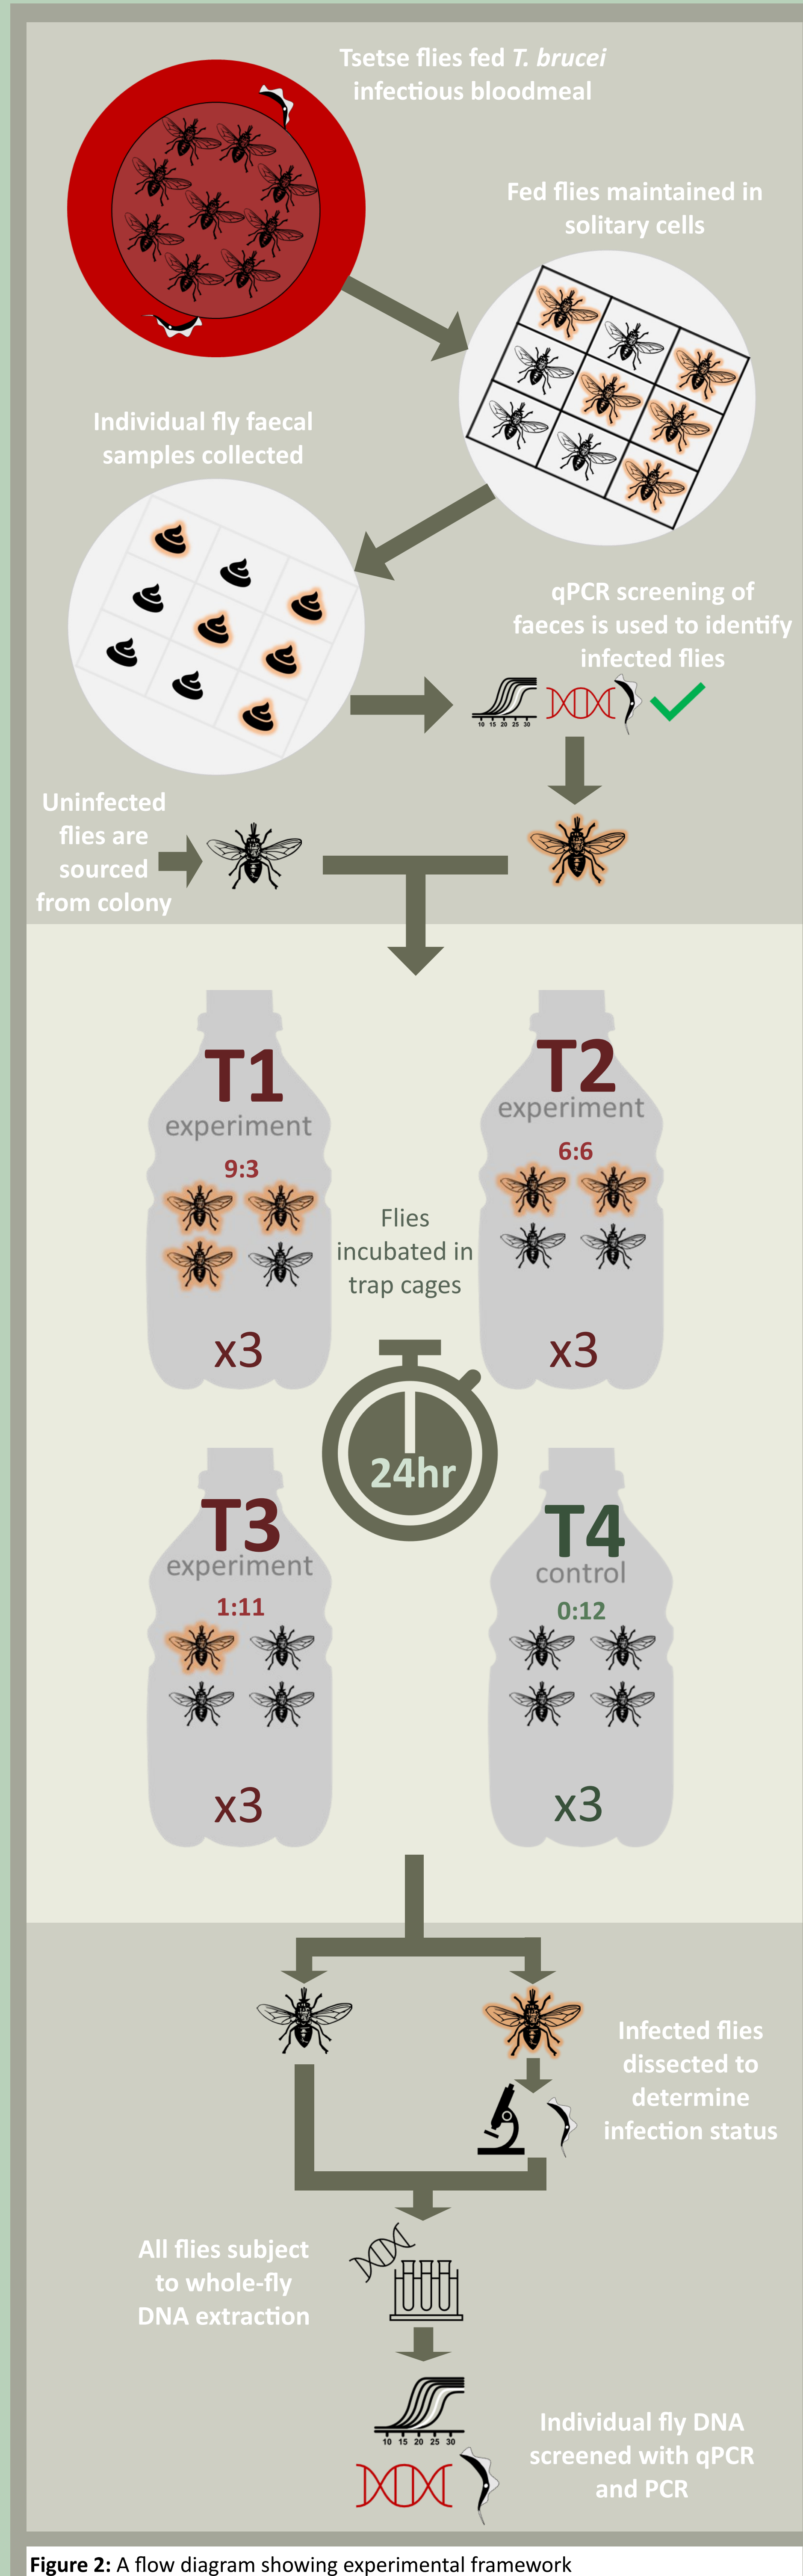 Tsetse flies fed T. brucei
infectious bloodmeal
Fed flies maintained in
solitary cells
Individual fly faecal
samples collected
qPCR screening of
faeces is used to identify
infected flies
10 15 20 25 30
Uninfected
flies are
sourced
from colony
T1
experiment
9:3
x3
T2
experiment
6:6
x3
Flies
incubated in
trap cages
24hr
T3
experiment
1:11
x3
T4
control
0:12
x3
Infected flies
dissected to
determine
infection status
All flies subject
to whole-fly
DNA extraction
10 15 20 25 30
Individual fly DNA
screened with qPCR
and PCR
Figure 2: A flow diagram showing experimental framework